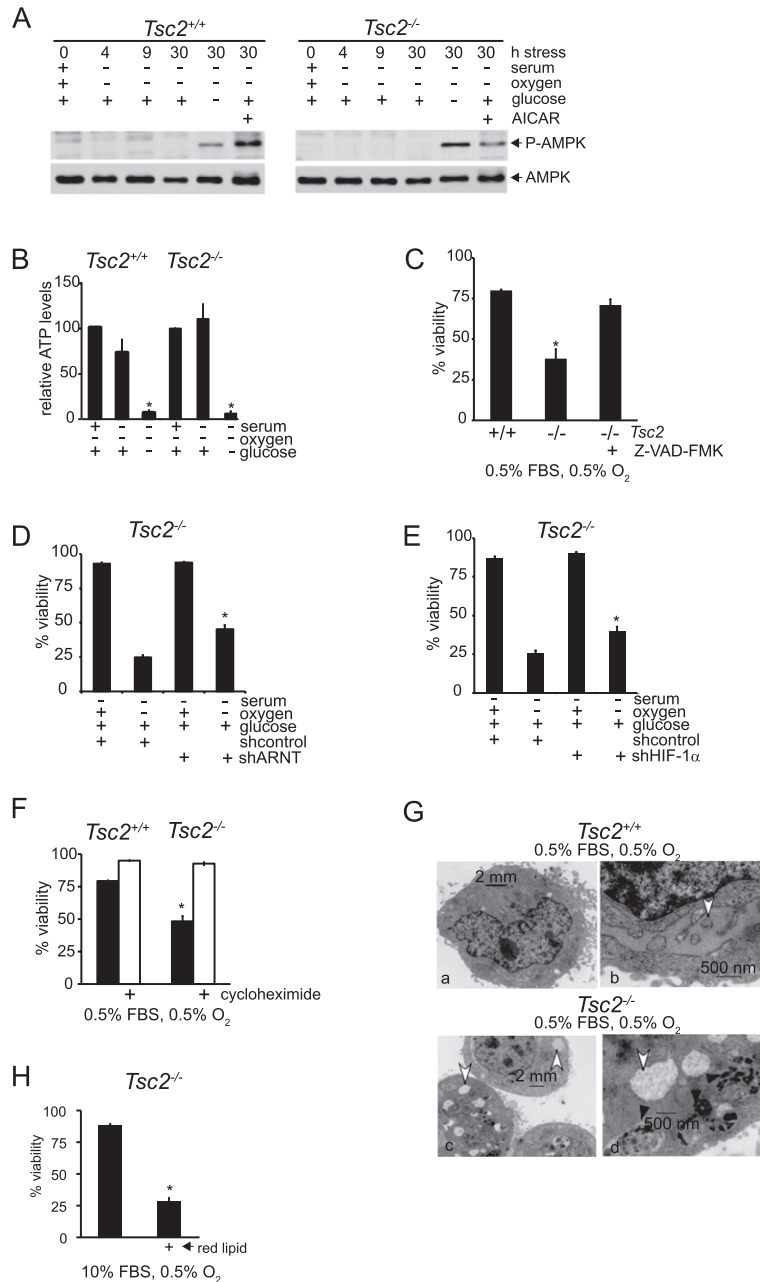 A
Tsc2+/+ Tsc2-/-
0 4 9 30 30 30 0 4 9 30 30 30 h stress
+ - - - - - + - - - - - serum
+ - - - - - + - - - - - oxygen
+ + + + - + + + + + - + glucose
+ + AICAR
P-AMPK
AMPK
B
Tsc2+/+ Tsc2-/-
relative ATP levels
150
100
50
0
* *
+ - - + - - serum
- - - - - - oxygen
+ + - + + - glucose
C
% viability
100
75
50
25
0
*
+/+ -/- -/- Tsc2
+ Z-VAD-FMK
0.5% FBS, 0.5% O2
D
Tsc2-/-
% viability
100
75
50
25
0
*
- - - - serum
+ - + - oxygen
+ + + + glucose
+ + shcontrol
+ + shARNT
E
Tsc2-/-
% viability
100
75
50
25
0
*
- - - - serum
+ - + - oxygen
+ + + + glucose
+ + shcontrol
+ + shHIF-1α
F
Tsc2+/+ Tsc2-/-
% viability
100
75
50
25
0
*
+ + cycloheximide
0.5% FBS, 0.5% O2
G
Tsc2+/+
0.5% FBS, 0.5% O2
2 mm
a
500 nm
b
Tsc2-/-
0.5% FBS, 0.5% O2
2 mm
c
500 nm
d
H
Tsc2-/-
% viability
100
75
50
25
0
*
+ red lipid
10% FBS, 0.5% O2